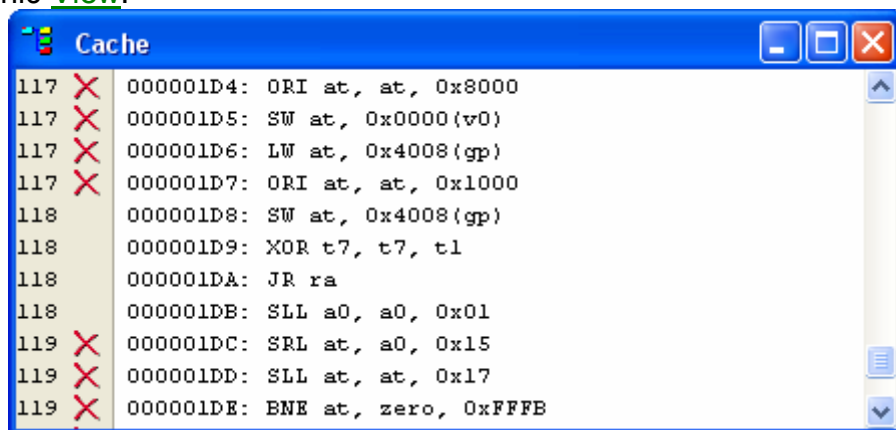 View.
Cache
117 000001D4: ORI at, at, 0x8000
117 000001D5: SW at, 0x0000(v0)
117 000001D6: LW at, 0x4008(gp)
117 000001D7: ORI at, at, 0x1000
118 000001D8: SW at, 0x4008(gp)
118 000001D9: XOR t7, t7, t1
118 000001DA: JR ra
118 000001DB: SLL a0, a0, 0x01
119 000001DC: SRL at, a0, 0x15
119 000001DD: SLL at, at, 0x17
119 000001DE: BNE at, zero, 0xFFFB